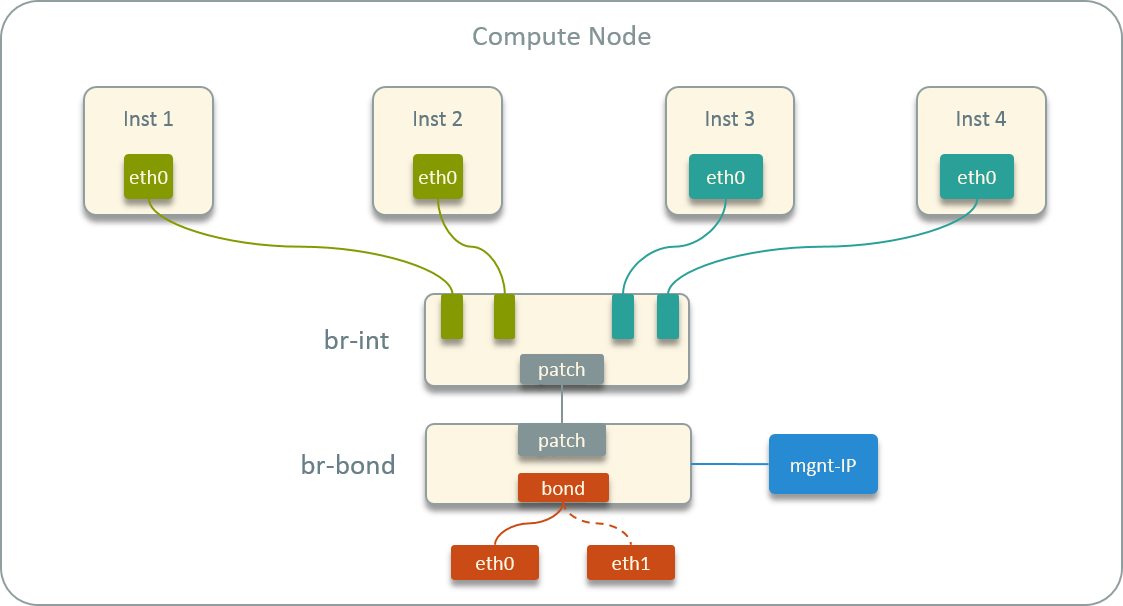 Compute Node
Inst 1
Inst 2
Inst 3
Inst 4
eth0
eth0
eth0
eth0
br-int
patch
br-bond
patch
mgnt-IP
bond
eth0
eth1